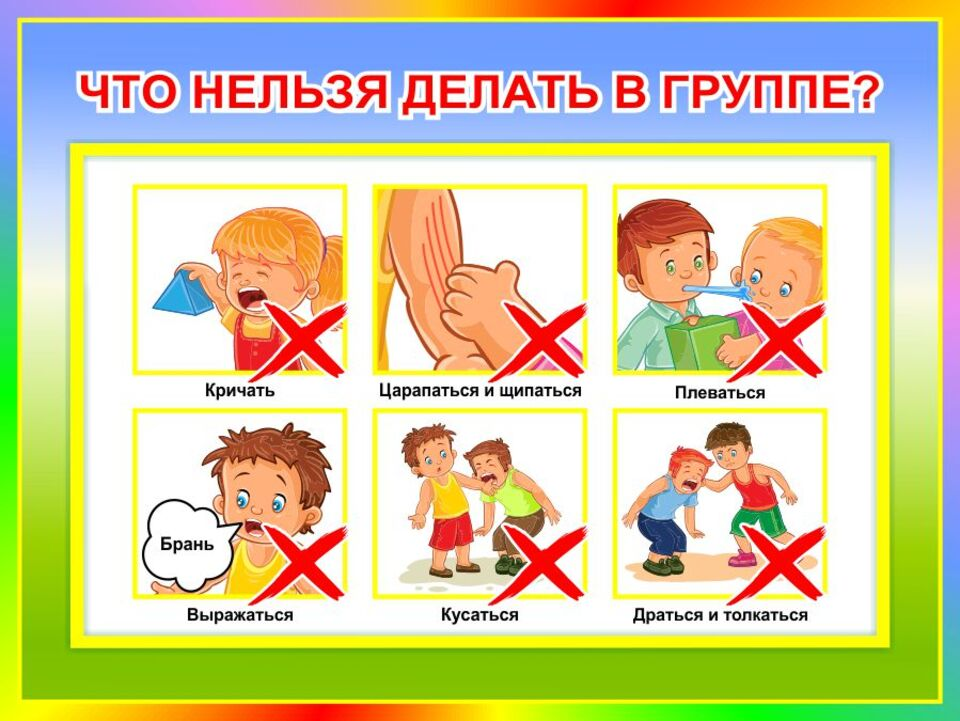 ЧТО НЕЛЬЗЯ ДЕЛАТЬ В ГРУППЕ?
Кричать
Царапаться и щипаться
Плеваться
Брань
Выражаться
Кусаться
Драться и толкаться